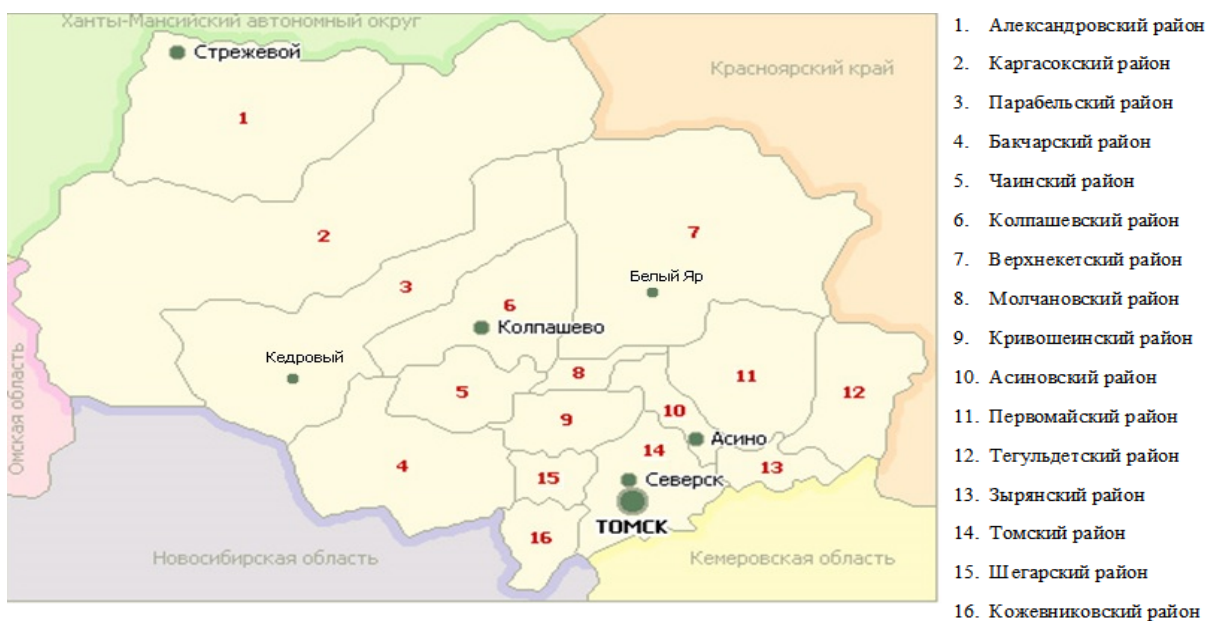 Ханты-Мансийский автономный округ
Стрежевой
Красноярский край
1
2
7
Белый Яр
3
6
Колпашево
Кедровый
Омская область
8
11
5
12
10
9
Асино
14
4
13
15
Северск
ТОМСК
16
Новосибирская область
Кемеровская область
1. Александровский район
2. Каргасокский район
3. Парабельский район
4. Бакчарский район
5. Чаинский район
6. Колпашевский район
7. Верхнекетский район
8. Молчановский район
9. Кривошеинский район
10. Асиновский район
11. Первомайский район
12. Тегульдетский район
13. Зырянский район
14. Томский район
15. Шегарский район
16. Кожевниковский район